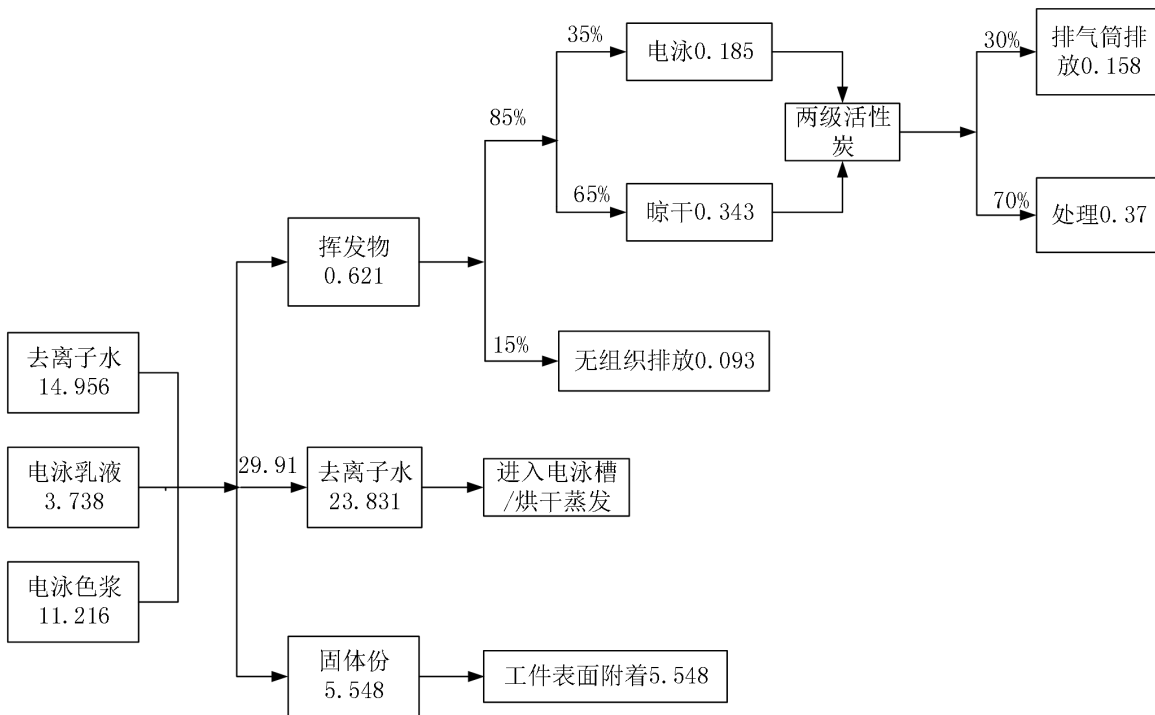 35%
电泳0.185
30%
排气筒排
放0.158
85%
两级活性
炭
65%
晾干0.343
70%
处理0.37
挥发物
0.621
15%
无组织排放0.093
去离子水
14.956
电泳乳液
3.738
29.91
去离子水
23.831
进入电泳槽
/烘干蒸发
电泳色浆
11.216
固体份
5.548
工件表面附着5.548